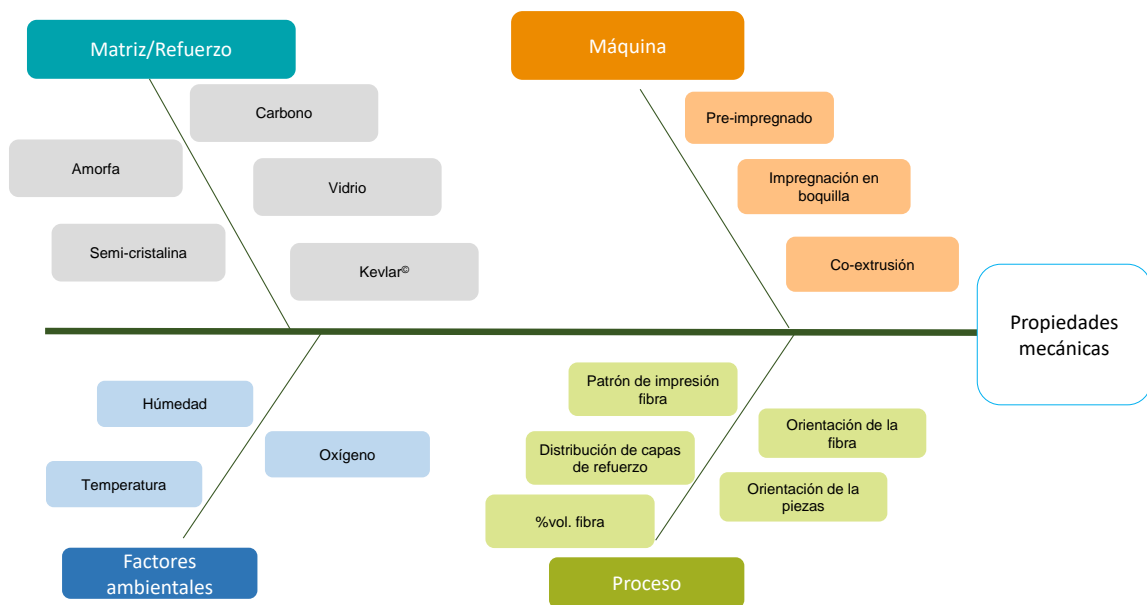 Matriz/Refuerzo
Máquina
Carbono
Pre-impregnado
Amorfa
Vidrio
Impregnación en
boquilla
Semi-cristalina
Kevlar©
Co-extrusión
Propiedades
mecánicas
Húmedad
Patrón de impresión
fibra
Orientación de la
fibra
Oxígeno
Distribución de capas
de refuerzo
Temperatura
Orientación de la
piezas
%vol. fibra
Factores
ambientales
Proceso